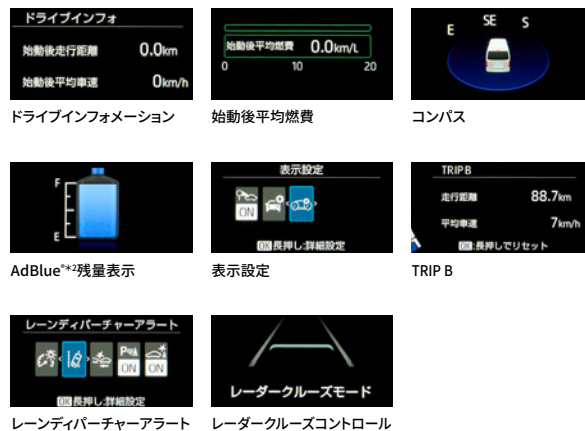 ドライブインフォ
始動後走行距離 0.0km
始動後平均車速 0km/h
ドライブインフォメーション
始動後平均燃費 0.0km/L
0 10 20
始動後平均燃費
E SE S
コンパス
F
E
AdBlue®*2残量表示
表示設定
ON
OK長押し:詳細設定
表示設定
TRIP B
走行距離 88.7km
平均車速 7km/h
OK:長押しでリセット
TRIP B
レーンディパーチャーアラート
ON ON
OK長押し:詳細設定
レーンディパーチャーアラート
レーダークルーズモード
レーダークルーズコントロール